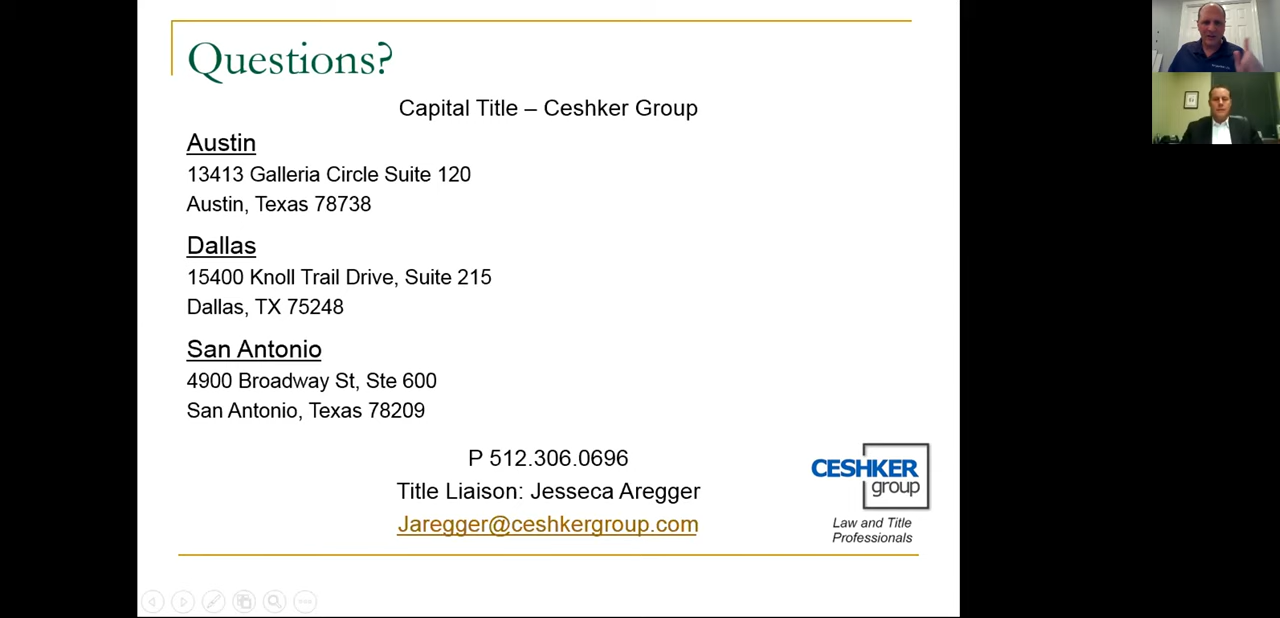 Questions?
Capital Title – Ceshker Group
Austin
13413 Galleria Circle Suite 120
Austin, Texas 78738
Dallas
15400 Knoll Trail Drive, Suite 215
Dallas, TX 75248
San Antonio
4900 Broadway St, Ste 600
San Antonio, Texas 78209
P 512.306.0696
Title Liaison: Jesseca Aregger
Jaregger@ceshkergroup.com
CESHKER
group
Law and Title
Professionals